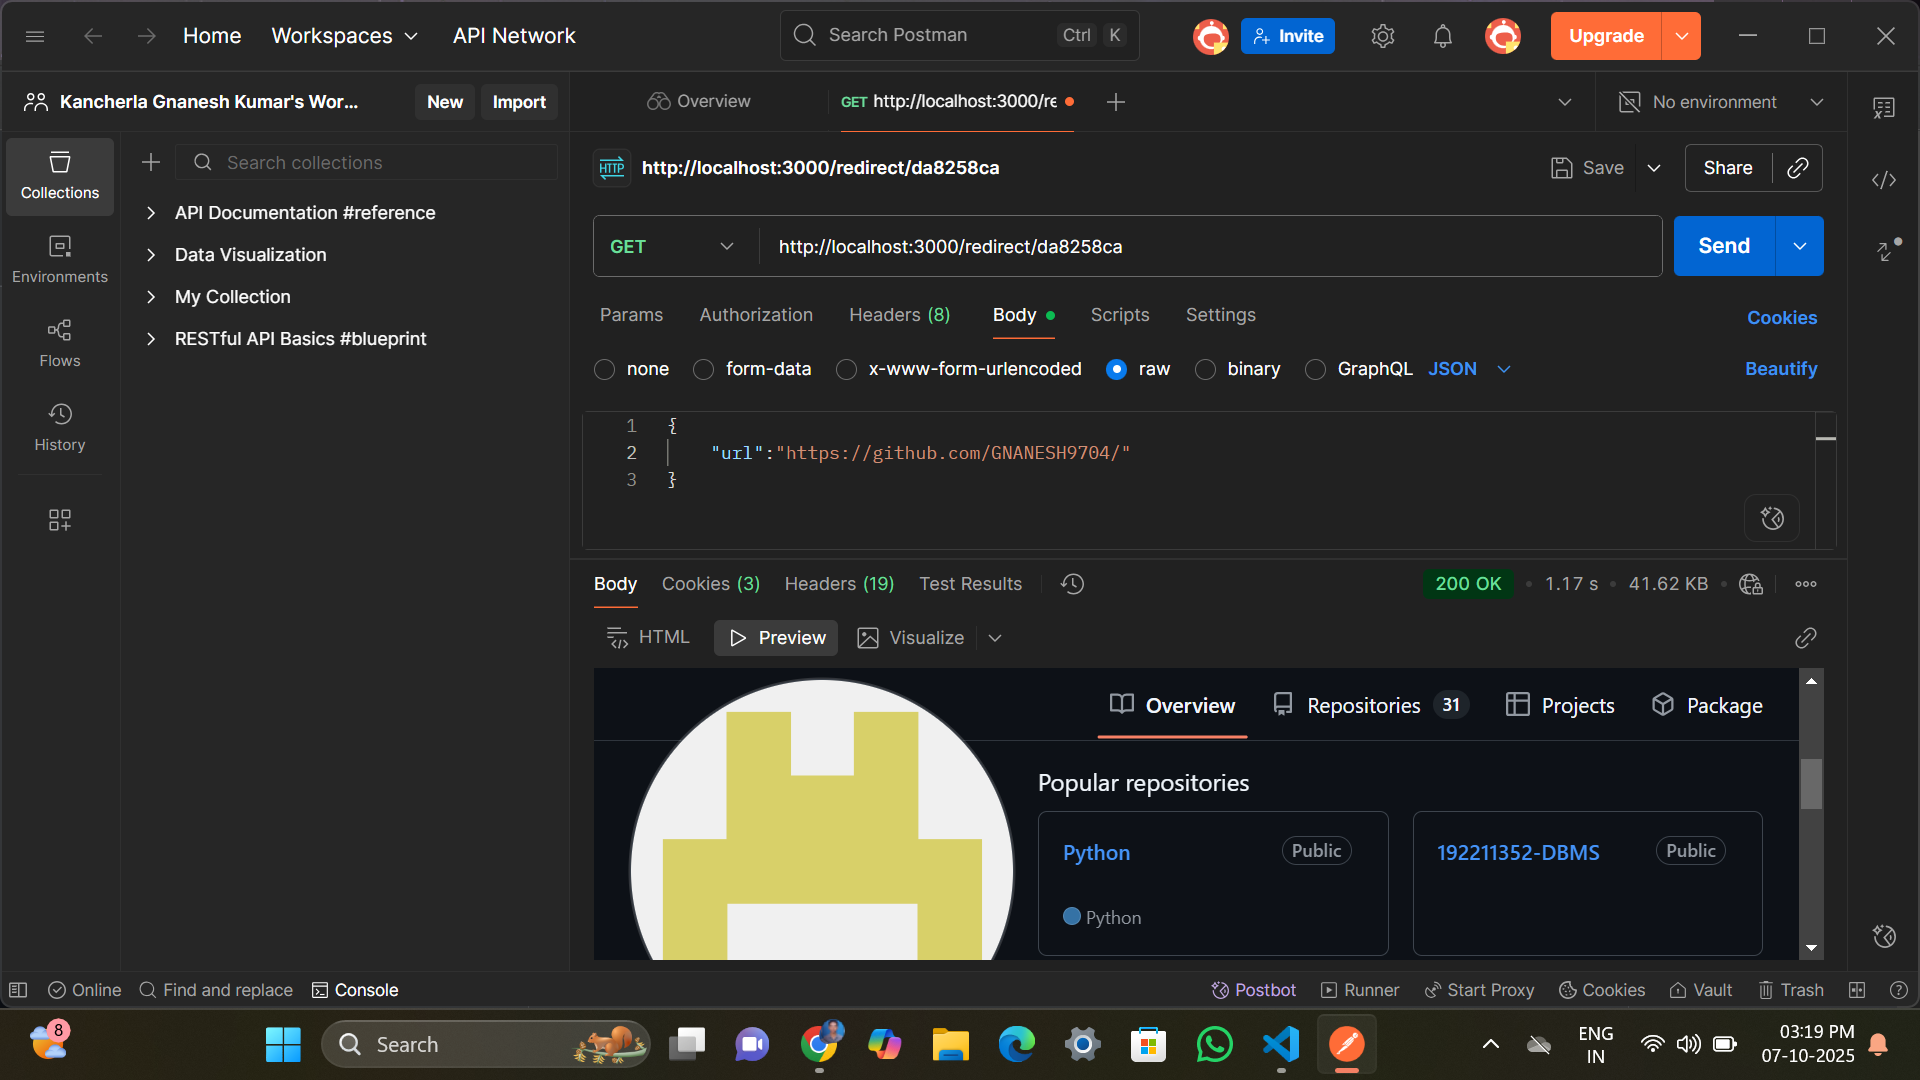 Home
Workspaces
API Network
Search Postman
Ctrl
K
Invite
Upgrade
Kancherla Gnanesh Kumar's Wor...
New
Import
Overview
GET http://localhost:3000/re
No environment
Collections
Search collections
HTTP
http://localhost:3000/redirect/da8258ca
Save
Share
API Documentation #reference
Data Visualization
My Collection
RESTful API Basics #blueprint
Environments
Flows
History
GET
http://localhost:3000/redirect/da8258ca
Send
Params
Authorization
Headers (8)
Body
Scripts
Settings
Cookies
none
form-data
x-www-form-urlencoded
raw
binary
GraphQL
JSON
Beautify
1 {
2 "url":"https://github.com/GNANESH9704/"
3 }
Body
Cookies (3)
Headers (19)
Test Results
200 OK
1.17 s
41.62 KB
HTML
Preview
Visualize
Overview
Repositories 31
Projects
Package
Popular repositories
Python
Public
Python
192211352-DBMS
Public
Online
Find and replace
Console
Postbot
Runner
Start Proxy
Cookies
Vault
Trash
8
Search
ENG
IN
03:19 PM
07-10-2025